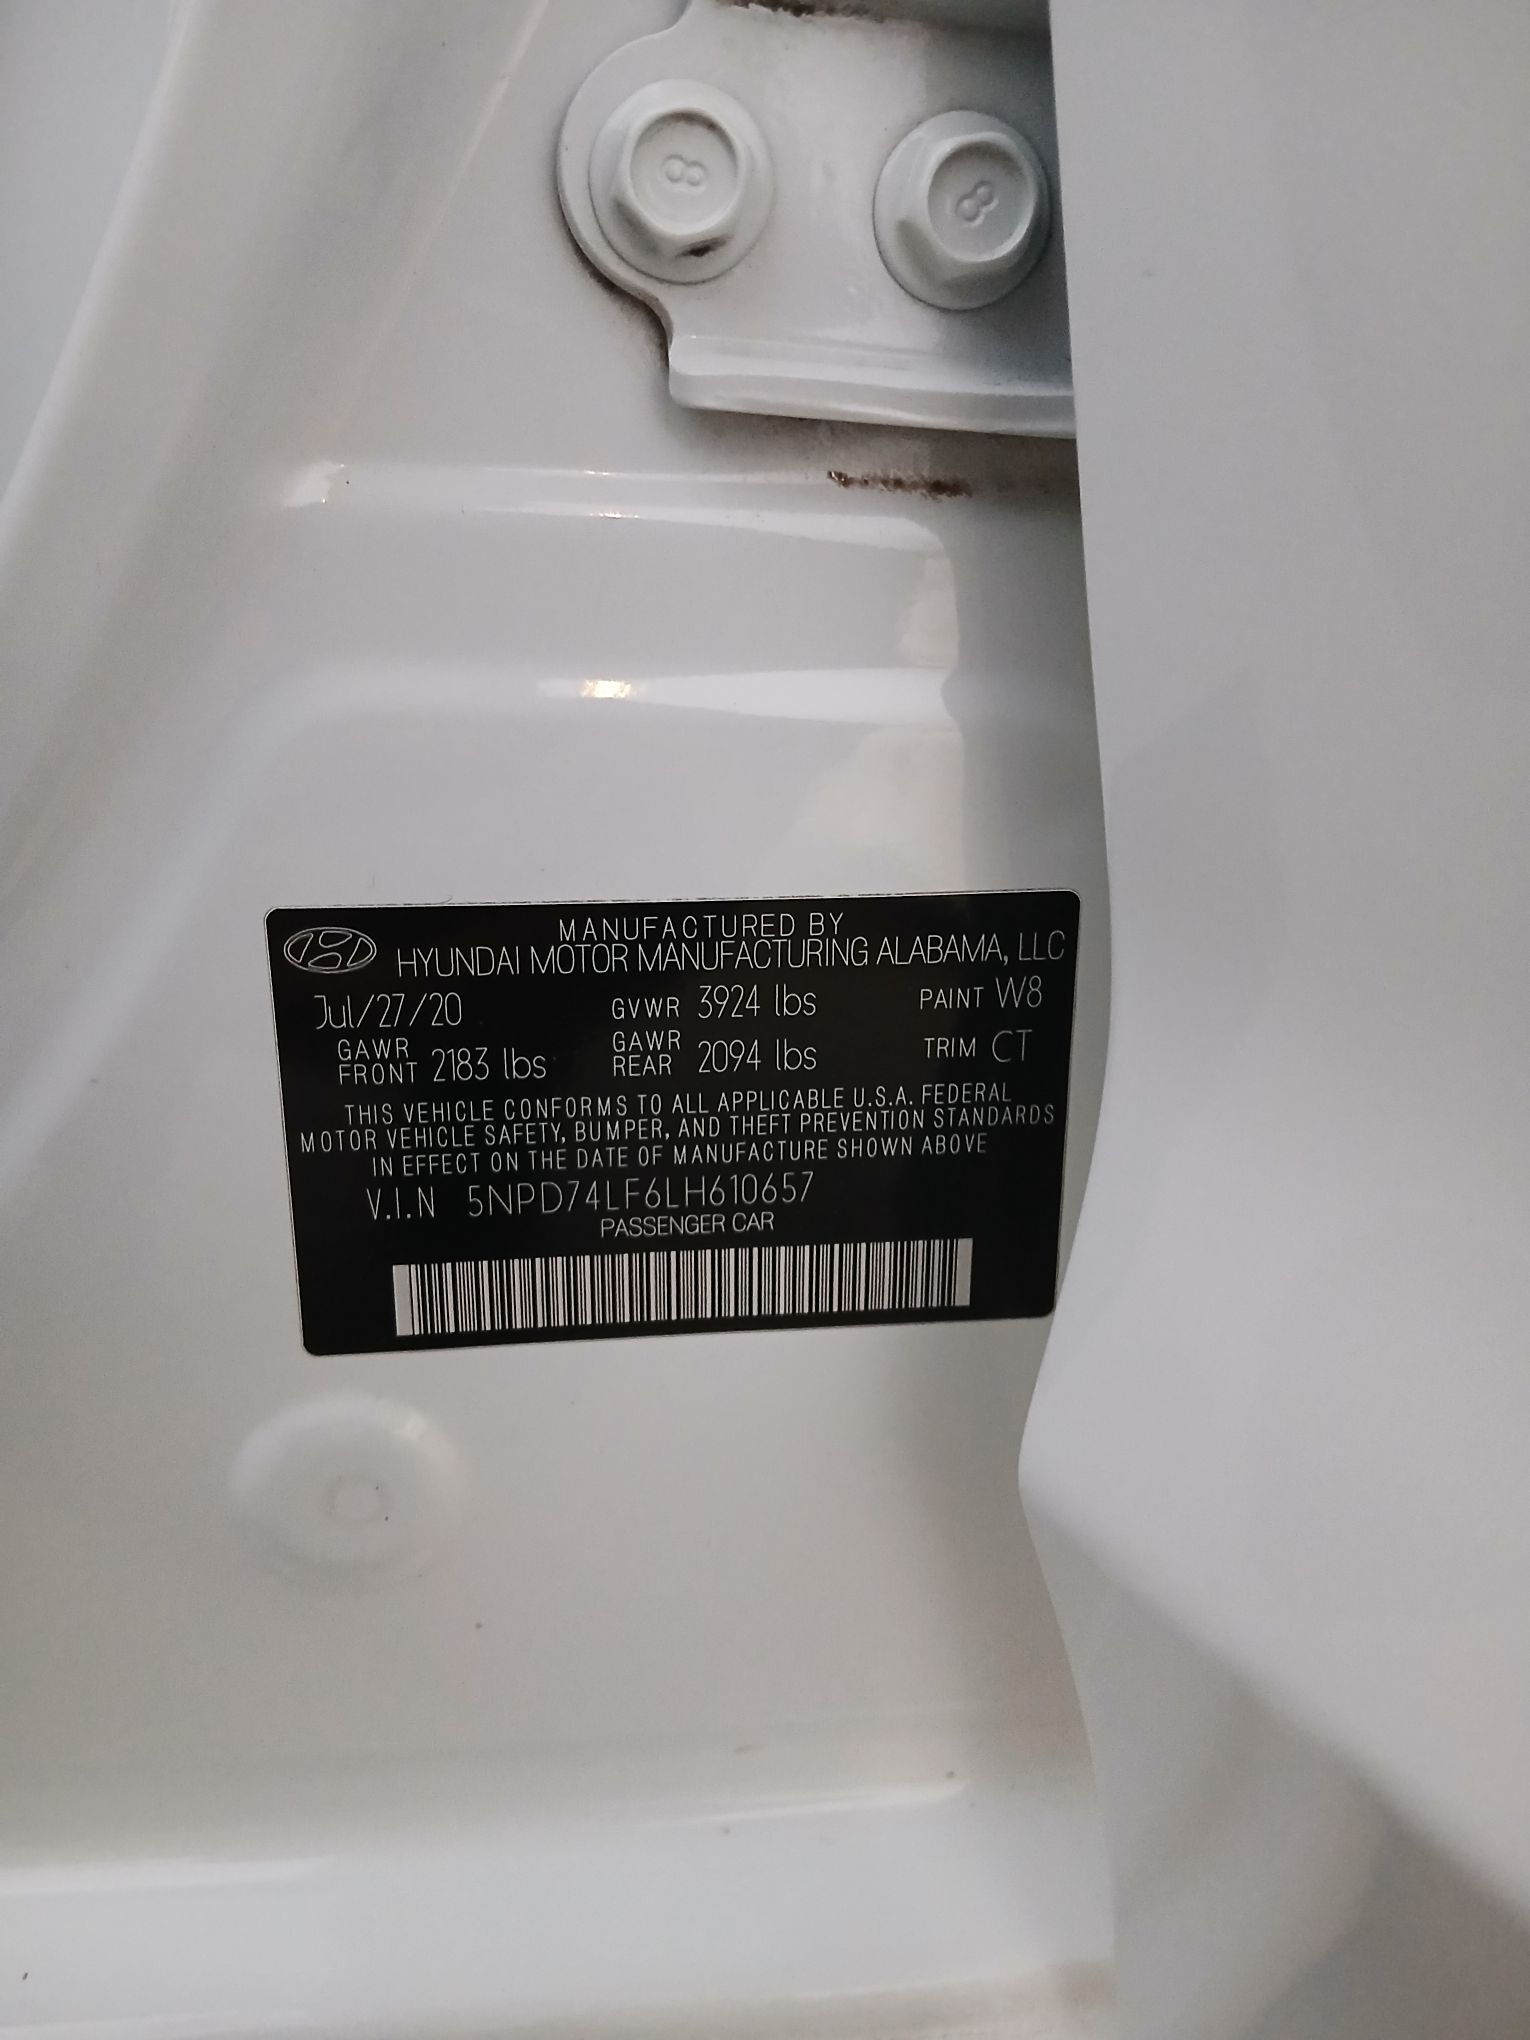 8 8
MANUFACTURED BY
HYUNDAI MOTOR MANUFACTURING ALABAMA, LLC
Jul/27/20 GVWR 3924 lbs PAINT W8
GAWR FRONT 2183 lbs GAWR REAR 2094 lbs TRIM CT
THIS VEHICLE CONFORMS TO ALL APPLICABLE U.S.A. FEDERAL
MOTOR VEHICLE SAFETY, BUMPER, AND THEFT PREVENTION STANDARDS
IN EFFECT ON THE DATE OF MANUFACTURE SHOWN ABOVE
V.I.N 5NPD74LF6LH610657
PASSENGER CAR